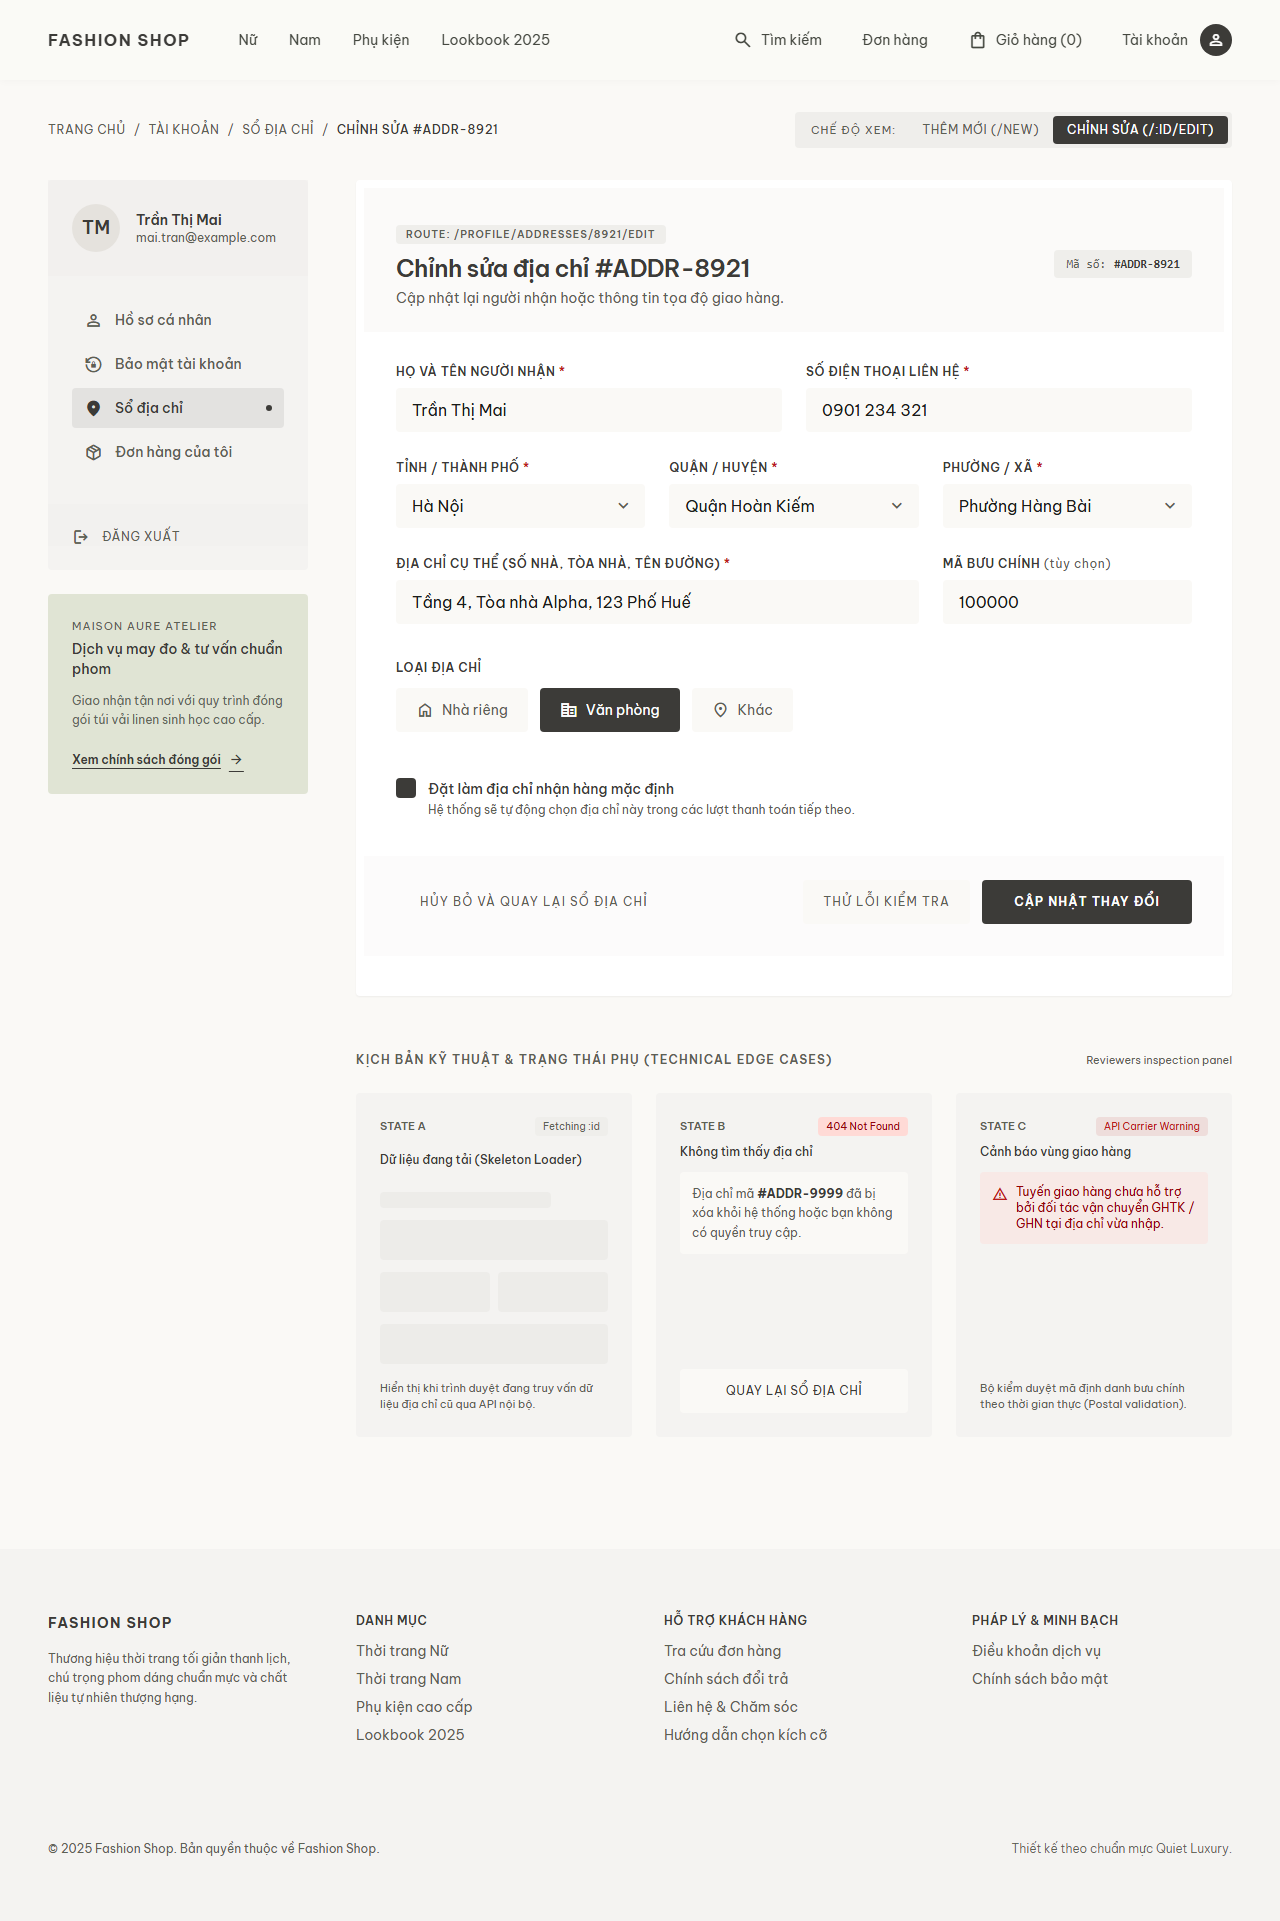 FASHION SHOP
Nữ
Nam
Phụ kiện
Lookbook 2025
Tìm kiếm
Đơn hàng
Giỏ hàng (0)
Tài khoản
TRANG CHỦ / TÀI KHOẢN / SỔ ĐỊA CHỈ / CHỈNH SỬA #ADDR-8921
CHẾ ĐỘ XEM:
THÊM MỚI (/NEW)
CHỈNH SỬA (/:ID/EDIT)
TM
Trần Thị Mai
mai.tran@example.com
Hồ sơ cá nhân
Bảo mật tài khoản
Sổ địa chỉ
Đơn hàng của tôi
ĐĂNG XUẤT
MAISON AURE ATELIER
Dịch vụ may đo & tư vấn chuẩn
phom
Giao nhận tận nơi với quy trình đóng
gói túi vải linen sinh học cao cấp.
Xem chính sách đóng gói →
ROUTE: /PROFILE/ADDRESSES/8921/EDIT
Chỉnh sửa địa chỉ #ADDR-8921
Cập nhật lại người nhận hoặc thông tin tọa độ giao hàng.
Mã số: #ADDR-8921
HỌ VÀ TÊN NGƯỜI NHẬN *
Trần Thị Mai
SỐ ĐIỆN THOẠI LIÊN HỆ *
0901 234 321
TỈNH / THÀNH PHỐ *
Hà Nội
QUẬN / HUYỆN *
Quận Hoàn Kiếm
PHƯỜNG / XÃ *
Phường Hàng Bài
ĐỊA CHỈ CỤ THỂ (SỐ NHÀ, TÒA NHÀ, TÊN ĐƯỜNG) *
Tầng 4, Tòa nhà Alpha, 123 Phố Huế
MÃ BƯU CHÍNH (tùy chọn)
100000
LOẠI ĐỊA CHỈ
Nhà riêng
Văn phòng
Khác
Đặt làm địa chỉ nhận hàng mặc định
Hệ thống sẽ tự động chọn địa chỉ này trong các lượt thanh toán tiếp theo.
HỦY BỎ VÀ QUAY LẠI SỔ ĐỊA CHỈ
THỬ LỖI KIỂM TRA
CẬP NHẬT THAY ĐỔI
KỊCH BẢN KỸ THUẬT & TRẠNG THÁI PHỤ (TECHNICAL EDGE CASES)
Reviewers inspection panel
STATE A
Fetching :id
Dữ liệu đang tải (Skeleton Loader)
Hiển thị khi trình duyệt đang truy vấn dữ
liệu địa chỉ cũ qua API nội bộ.
STATE B
404 Not Found
Không tìm thấy địa chỉ
Địa chỉ mã #ADDR-9999 đã bị
xóa khỏi hệ thống hoặc bạn không
có quyền truy cập.
QUAY LẠI SỔ ĐỊA CHỈ
STATE C
API Carrier Warning
Cảnh báo vùng giao hàng
Tuyến giao hàng chưa hỗ trợ
bởi đối tác vận chuyển GHTK /
GHN tại địa chỉ vừa nhập.
Bộ kiểm duyệt mã định danh bưu chính
theo thời gian thực (Postal validation).
FASHION SHOP
Thương hiệu thời trang tối giản thanh lịch,
chú trọng phom dáng chuẩn mực và chất
liệu tự nhiên thượng hạng.
DANH MỤC
Thời trang Nữ
Thời trang Nam
Phụ kiện cao cấp
Lookbook 2025
HỖ TRỢ KHÁCH HÀNG
Tra cứu đơn hàng
Chính sách đổi trả
Liên hệ & Chăm sóc
Hướng dẫn chọn kích cỡ
PHÁP LÝ & MINH BẠCH
Điều khoản dịch vụ
Chính sách bảo mật
© 2025 Fashion Shop. Bản quyền thuộc về Fashion Shop.
Thiết kế theo chuẩn mực Quiet Luxury.